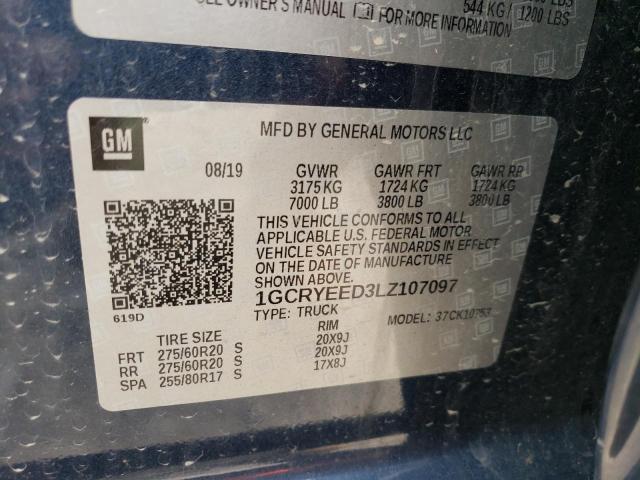 OWNER'S MANUAL FOR MORE INFORMATION
544 KG / 1200 LBS
GM
MFD BY GENERAL MOTORS LLC
08/19 GVWR GAWR FRT GAWR RR
3175 KG 1724 KG 1724 KG
7000 LB 3800 LB 3800 LB
THIS VEHICLE CONFORMS TO ALL
APPLICABLE U.S. FEDERAL MOTOR
VEHICLE SAFETY STANDARDS IN EFFECT
ON THE DATE OF MANUFACTURE
SHOWN ABOVE.
1GCRYEED3LZ107097
619D
TYPE: TRUCK MODEL:
TIRE SIZE RIM
FRT 275/60R20 S 20X9J
RR 275/60R20 S 20X9J
SPA 255/80R17 S 17X8J